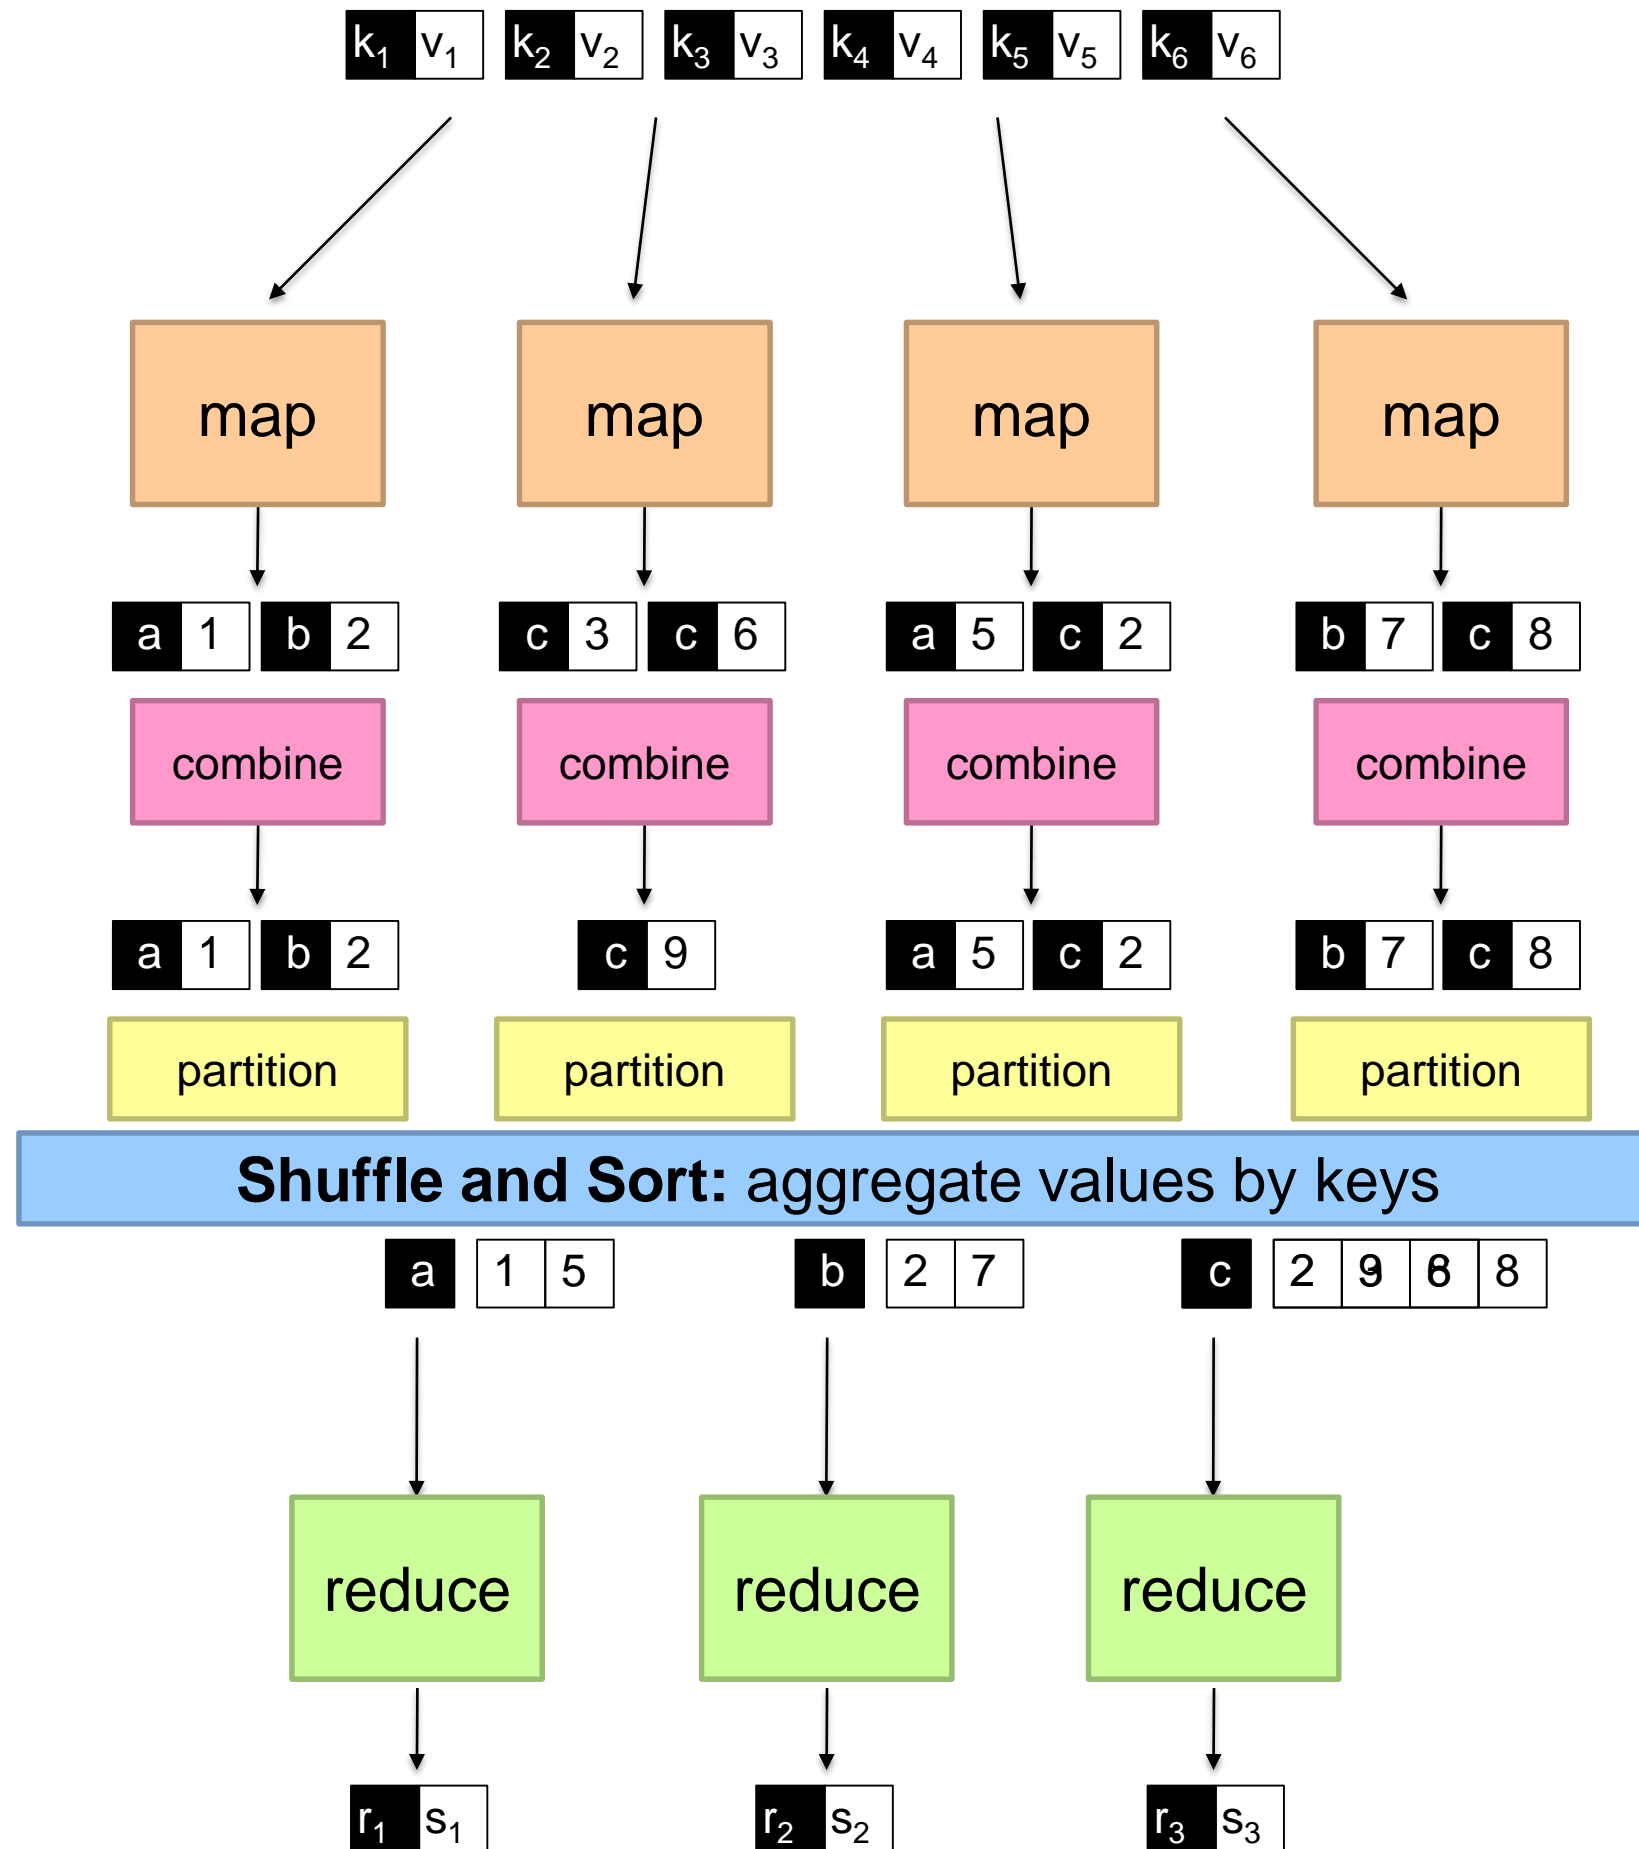 k1 v1 k2 v2 k3 v3 k4 v4 k5 v5 k6 v6
map map map map
a 1 b 2 c 3 c 6 a 5 c 2 b 7 c 8
combine combine combine combine
a 1 b 2 c 9 a 5 c 2 b 7 c 8
partition partition partition partition
Shuffle and Sort: aggregate values by keys
a 1 5 b 2 7 c 2 8
reduce reduce reduce
r1 s1 r2 s2 r3 s3